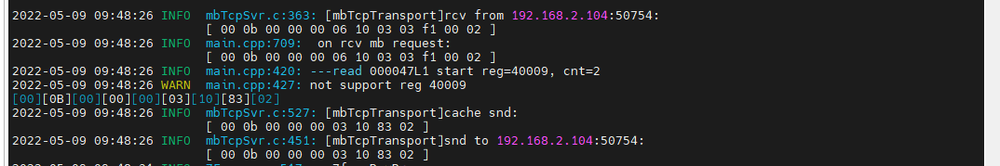 2022-05-09 09:48:26 INFO mbTcpSvr.c:363: [mbTcpTransport]rcv from 192.168.2.104:50754:
[ 00 0b 00 00 00 06 10 03 03 f1 00 02 ]
2022-05-09 09:48:26 INFO main.cpp:709: on rcv mb request:
[ 00 0b 00 00 00 06 10 03 03 f1 00 02 ]
2022-05-09 09:48:26 INFO main.cpp:420: ---read 000047L1 start reg=40009, cnt=2
2022-05-09 09:48:26 WARN main.cpp:427: not support reg 40009
[00][0B][00][00][00][03][10][83][02]
2022-05-09 09:48:26 INFO mbTcpSvr.c:527: [mbTcpTransport]cache snd:
[ 00 0b 00 00 00 03 10 83 02 ]
2022-05-09 09:48:26 INFO mbTcpSvr.c:451: [mbTcpTransport]snd to 192.168.2.104:50754:
[ 00 0b 00 00 00 03 10 83 02 ]